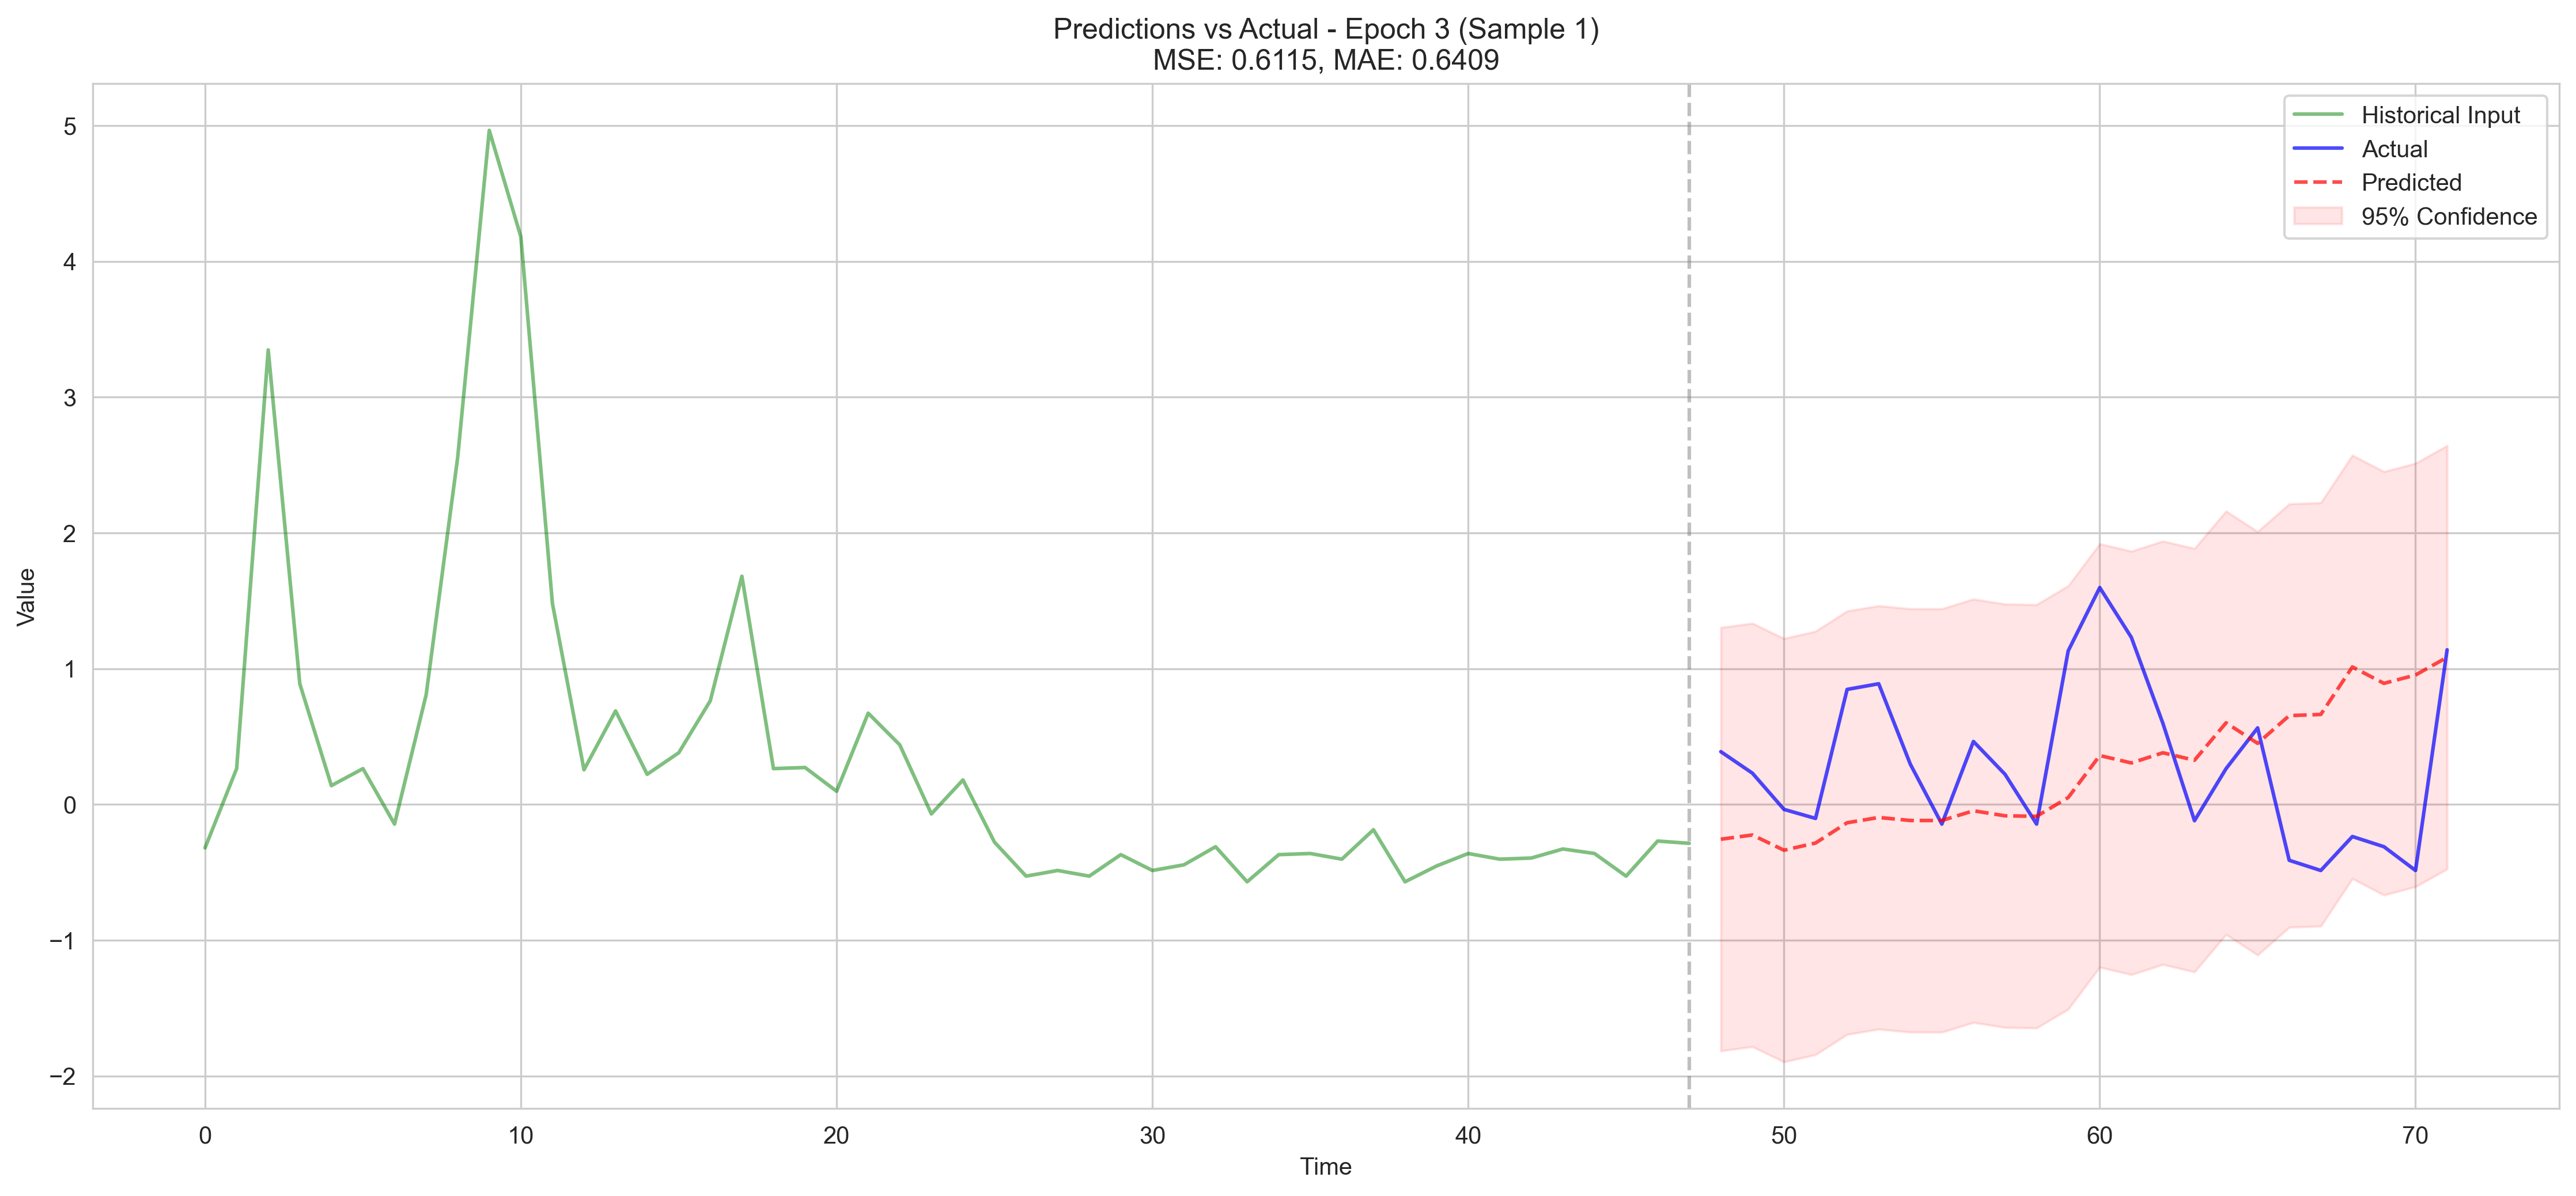 Predictions vs Actual - Epoch 3 (Sample 1)
MSE: 0.6115, MAE: 0.6409
Historical Input
Actual
Predicted
95% Confidence
Value
5
4
3
2
1
0
−1
−2
0 10 20 30 40 50 60 70
Time